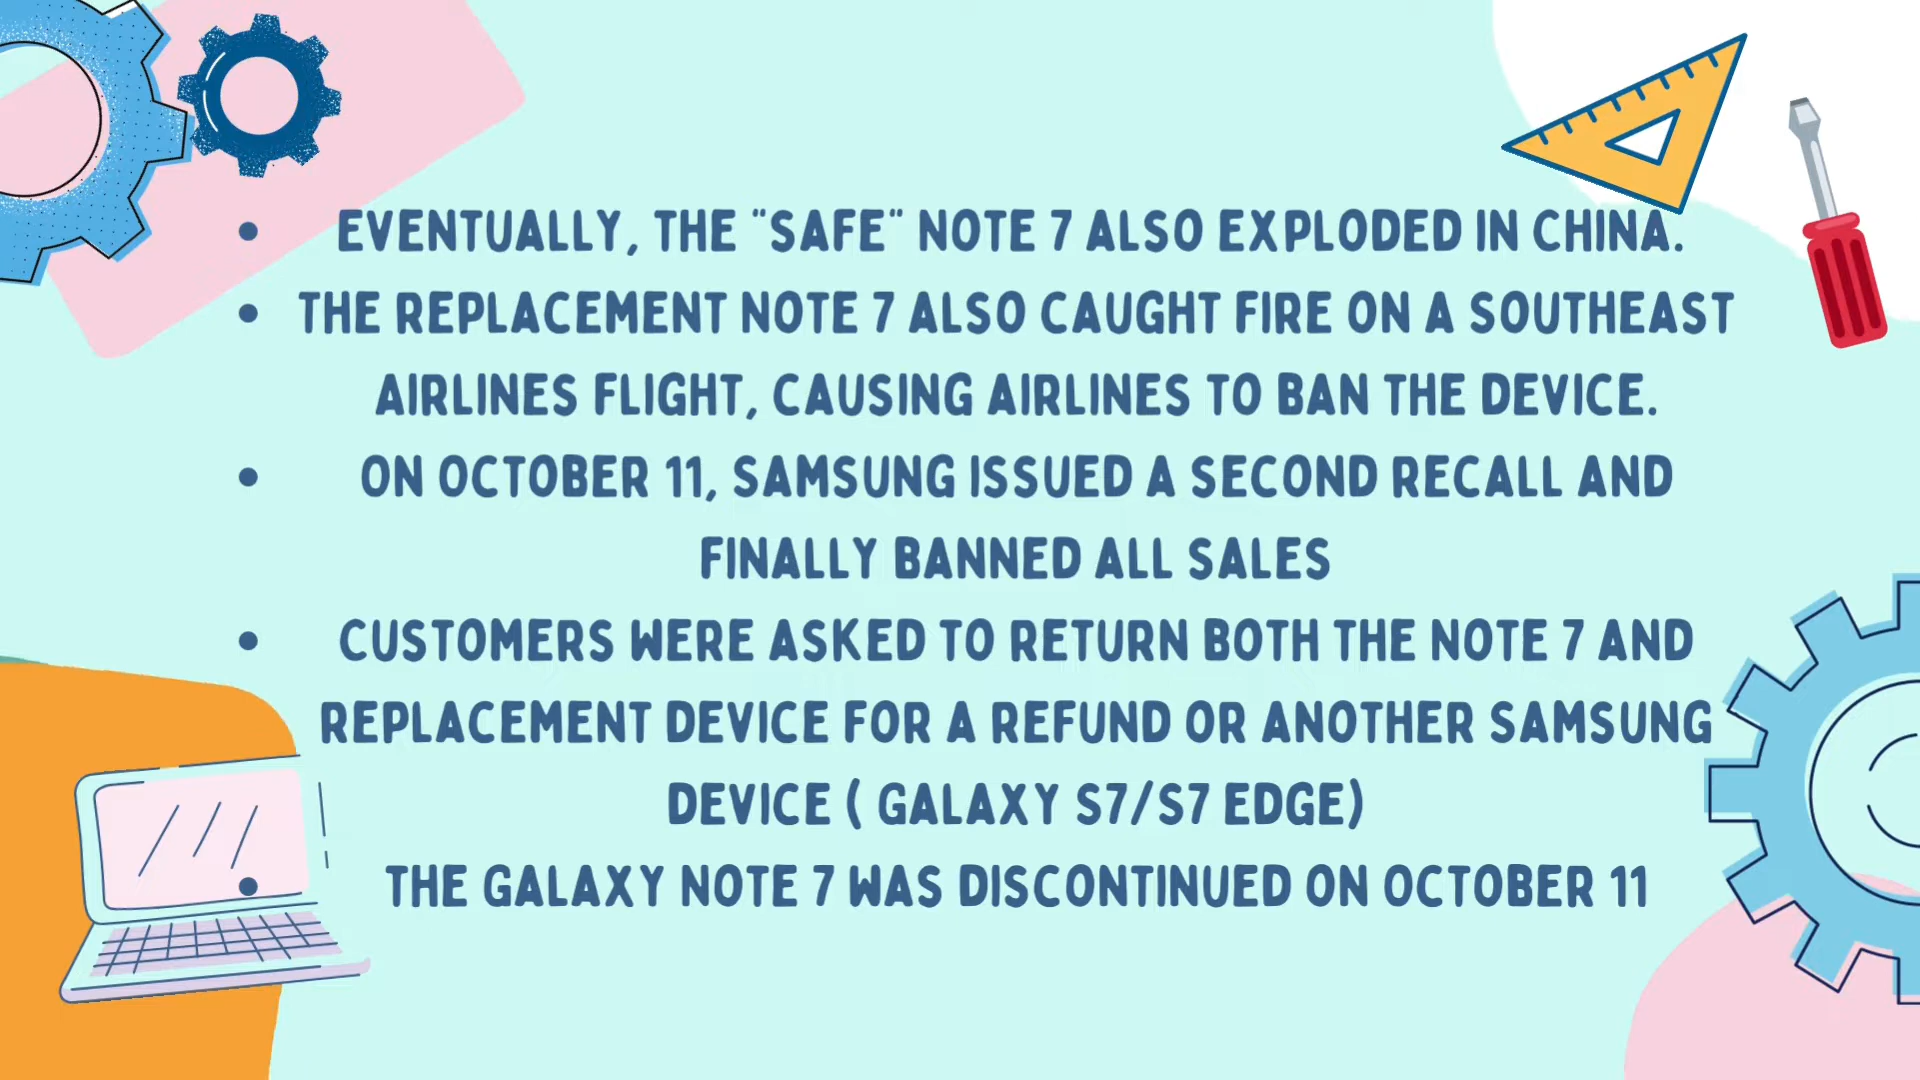 • EVENTUALLY, THE "SAFE" NOTE 7 ALSO EXPLODED IN CHINA.
• THE REPLACEMENT NOTE 7 ALSO CAUGHT FIRE ON A SOUTHEAST
AIRLINES FLIGHT, CAUSING AIRLINES TO BAN THE DEVICE.
• ON OCTOBER 11, SAMSUNG ISSUED A SECOND RECALL AND
FINALLY BANNED ALL SALES
• CUSTOMERS WERE ASKED TO RETURN BOTH THE NOTE 7 AND
REPLACEMENT DEVICE FOR A REFUND OR ANOTHER SAMSUNG
DEVICE ( GALAXY S7/S7 EDGE)
• THE GALAXY NOTE 7 WAS DISCONTINUED ON OCTOBER 11